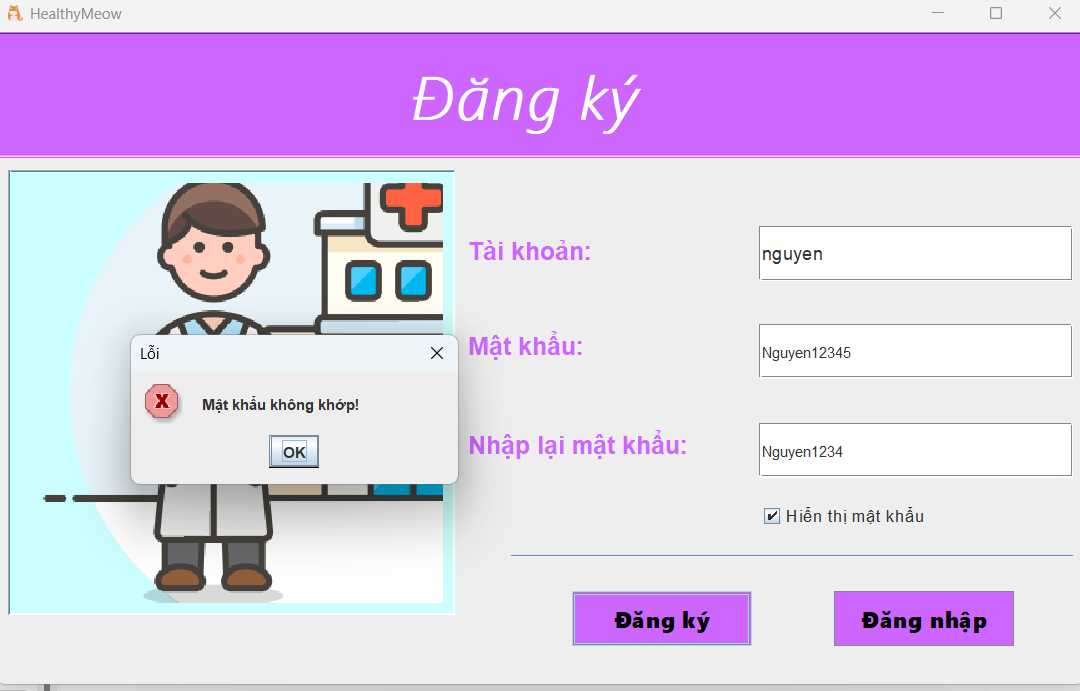 HealthyMeow
Đăng ký
Tài khoản:
nguyen
Mật khẩu:
Nguyen12345
Lỗi
Mật khẩu không khớp!
OK
Nhập lại mật khẩu:
Nguyen1234
Hiển thị mật khẩu
Đăng ký
Đăng nhập